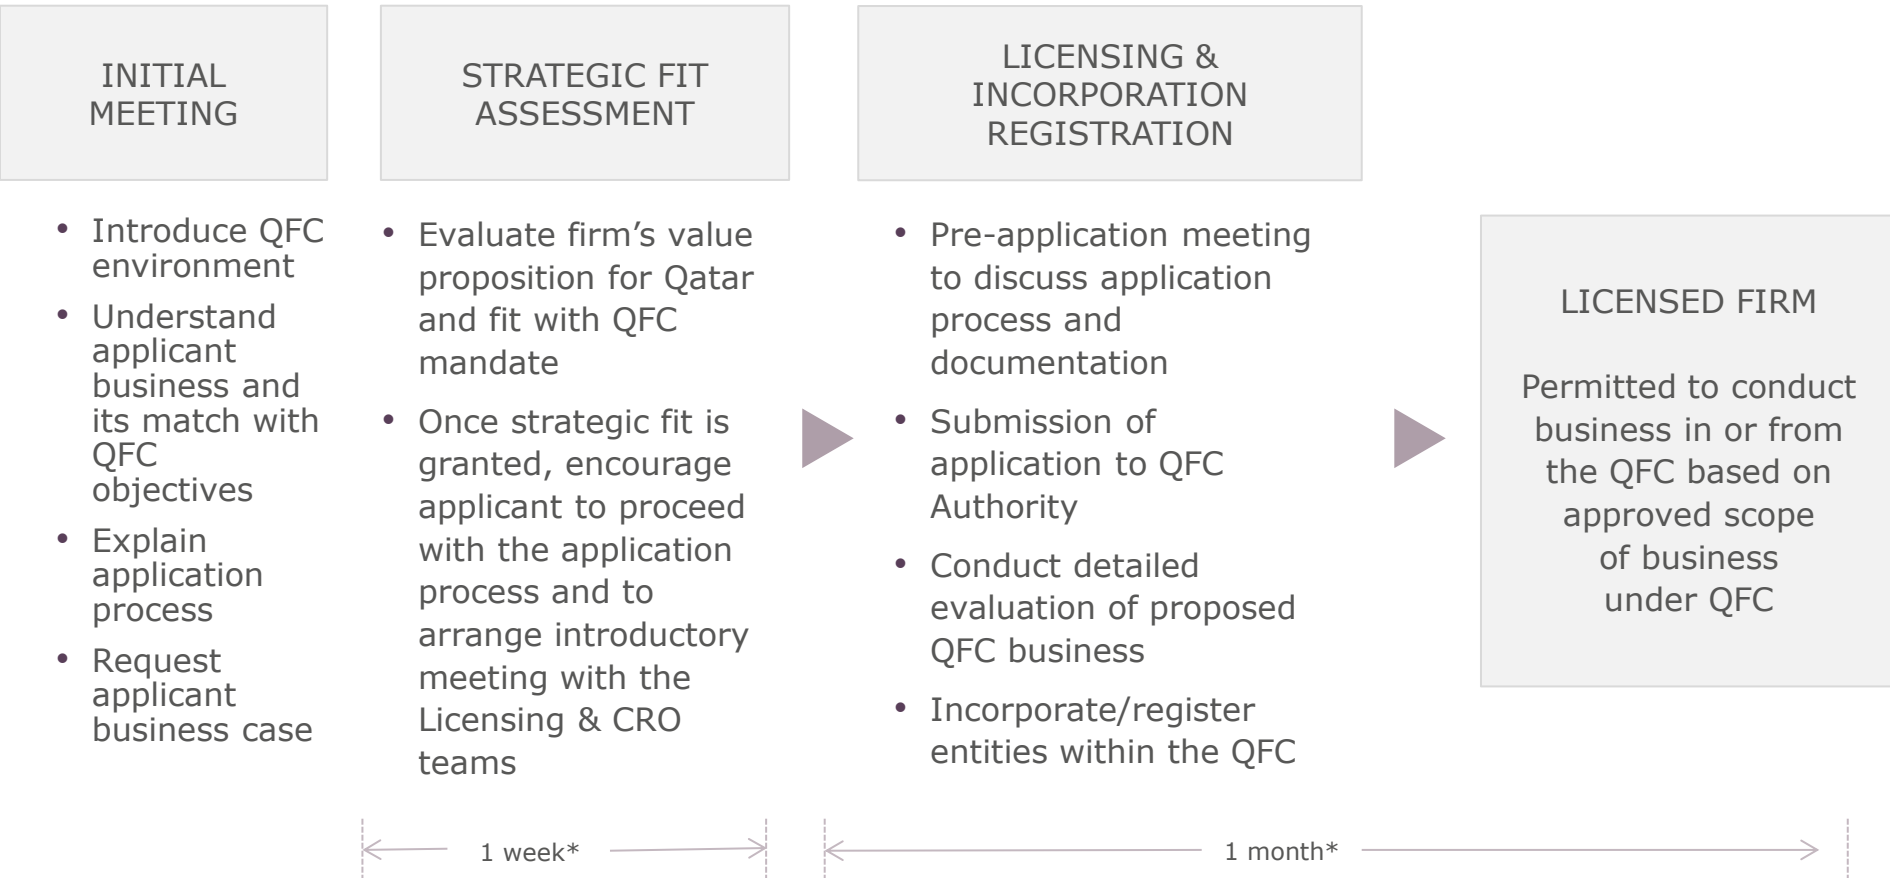 INITIAL
MEETING
• Introduce QFC
environment
• Understand
applicant
business and
its match with
QFC
objectives
• Explain
application
process
• Request
applicant
business case
STRATEGIC FIT
ASSESSMENT
• Evaluate firm’s value
proposition for Qatar
and fit with QFC
mandate
• Once strategic fit is
granted, encourage
applicant to proceed
with the application
process and to
arrange introductory
meeting with the
Licensing & CRO
teams
LICENSING &
INCORPORATION
REGISTRATION
• Pre-application meeting
to discuss application
process and
documentation
• Submission of
application to QFC
Authority
• Conduct detailed
evaluation of proposed
QFC business
• Incorporate/register
entities within the QFC
LICENSED FIRM
Permitted to conduct
business in or from
the QFC based on
approved scope
of business
under QFC
1 week*
1 month*